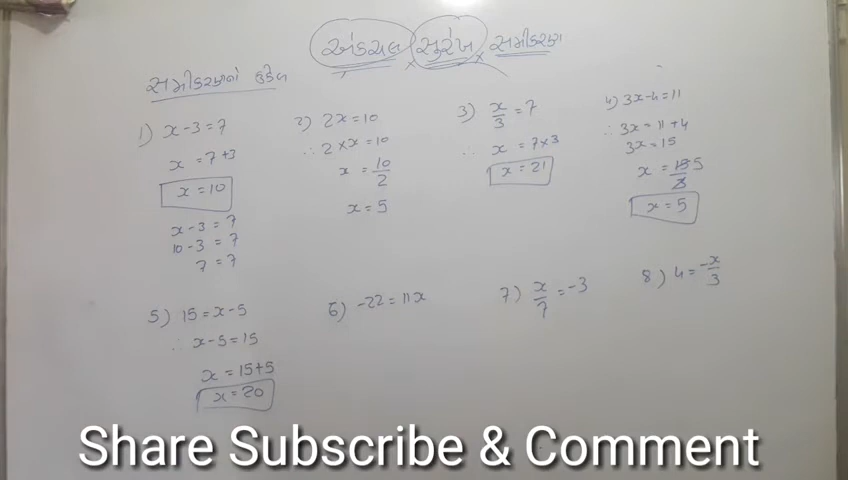 એકચલ સુરેખ સમીકરણ
સમીકરણનો ઉકેલ
1) x - 3 = 7
x = 7 + 3
x = 10
x - 3 = 7
10 - 3 = 7
7 = 7
2) 2x = 10
∴ 2 × x = 10
x = 10/2
x = 5
3) x/3 = 7
∴ x = 7 × 3
x = 21
4) 3x - 4 = 11
∴ 3x = 11 + 4
3x = 15
x = 15/3 5
x = 5
5) 15 = x - 5
∴ x - 5 = 15
x = 15 + 5
x = 20
6) -22 = 11x
7) x/7 = -3
8) 4 = -x/3
Share Subscribe & Comment